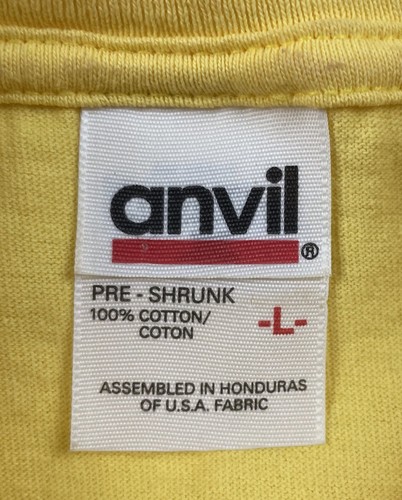 anvil®
PRE - SHRUNK
100% COTTON/
COTON
-L-
ASSEMBLED IN HONDURAS
OF U.S.A. FABRIC